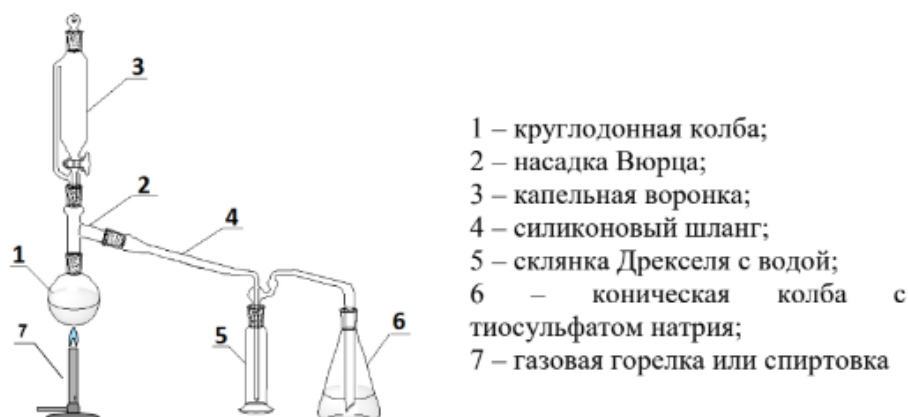 3
2
4
1
7
5
6
1 – круглодонная колба;
2 – насадка Вюрца;
3 – капельная воронка;
4 – силиконовый шланг;
5 – склянка Дрекселя с водой;
6 – коническая колба с
тиосульфатом натрия;
7 – газовая горелка или спиртовка